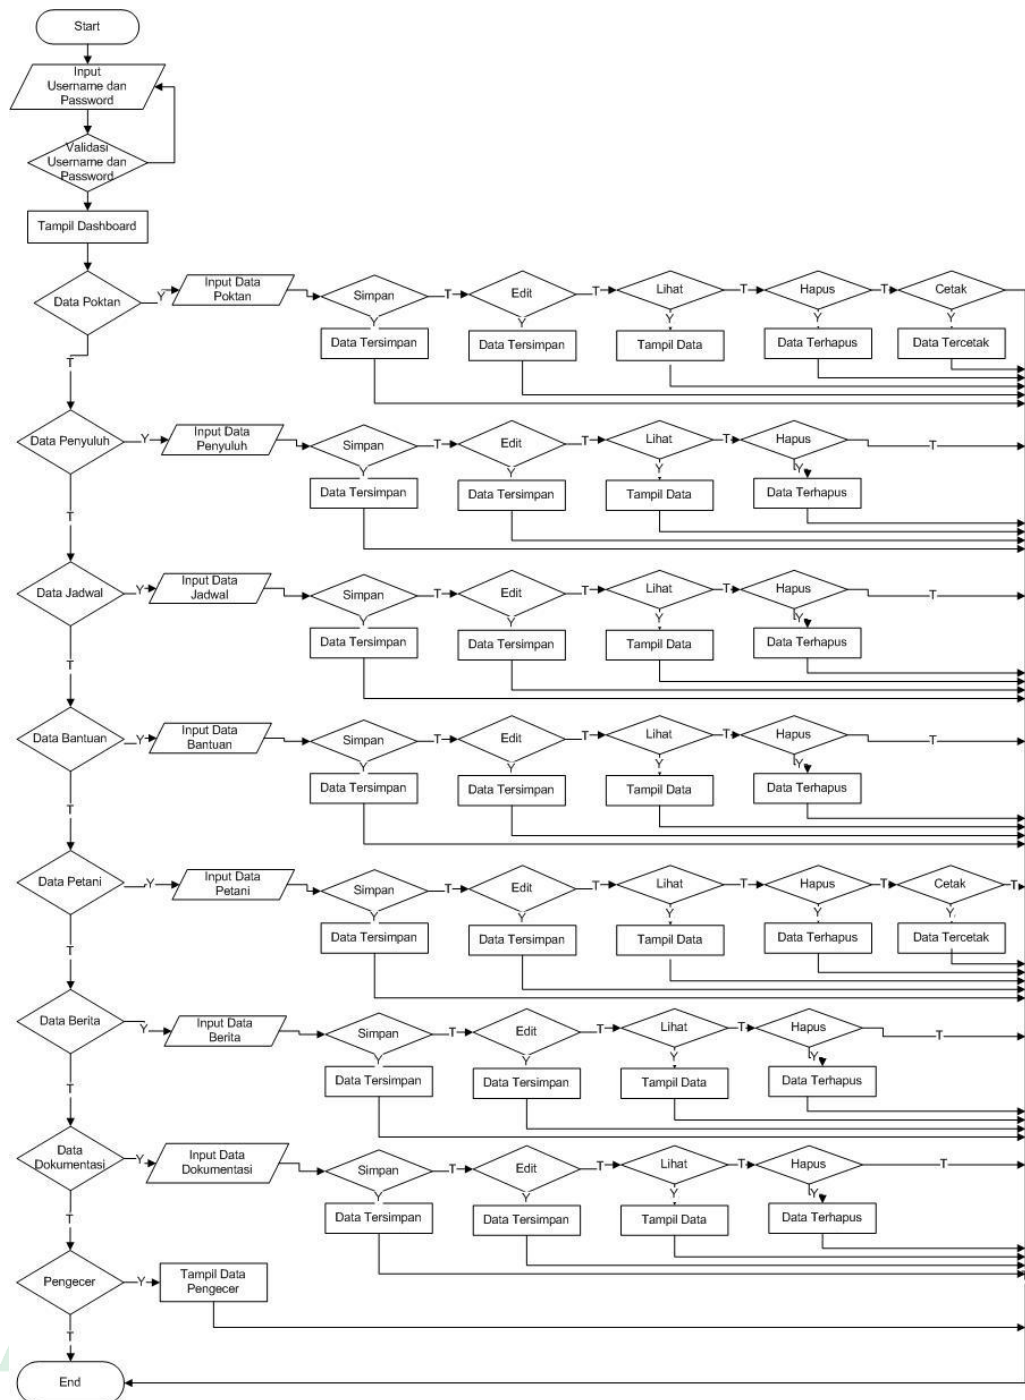 Start
Input
Username dan
Password
Validasi
Username dan
Password
Tampil Dashboard
Data Poktan
Y
Input Data
Poktan
Simpan
T
Edit
T
Lihat
T
Hapus
T
Cetak
Y
Y
Y
Y
Y
Data Tersimpan
Data Tersimpan
Tampil Data
Data Terhapus
Data Tercetak
T
Data Penyuluh
Y
Input Data
Penyuluh
Simpan
T
Edit
T
Lihat
T
Hapus
T
Y
Y
Y
Y
Data Tersimpan
Data Tersimpan
Tampil Data
Data Terhapus
T
Data Jadwal
Y
Input Data
Jadwal
Simpan
T
Edit
T
Lihat
T
Hapus
T
Y
Y
Y
Y
Data Tersimpan
Data Tersimpan
Tampil Data
Data Terhapus
T
Data Bantuan
Y
Input Data
Bantuan
Simpan
T
Edit
T
Lihat
T
Hapus
T
Y
Y
Y
Y
Data Tersimpan
Data Tersimpan
Tampil Data
Data Terhapus
T
Data Petani
Y
Input Data
Petani
Simpan
T
Edit
T
Lihat
T
Hapus
T
Cetak
T
Y
Y
Y
Y
Y
Data Tersimpan
Data Tersimpan
Tampil Data
Data Terhapus
Data Tercetak
T
Data Berita
Y
Input Data
Berita
Simpan
T
Edit
T
Lihat
T
Hapus
T
Y
Y
Y
Y
Data Tersimpan
Data Tersimpan
Tampil Data
Data Terhapus
T
Data
Dokumentasi
Y
Input Data
Dokumentasi
Simpan
T
Edit
T
Lihat
T
Hapus
T
Y
Y
Y
Y
Data Tersimpan
Data Tersimpan
Tampil Data
Data Terhapus
T
Pengecer
Y
Tampil Data
Pengecer
T
End